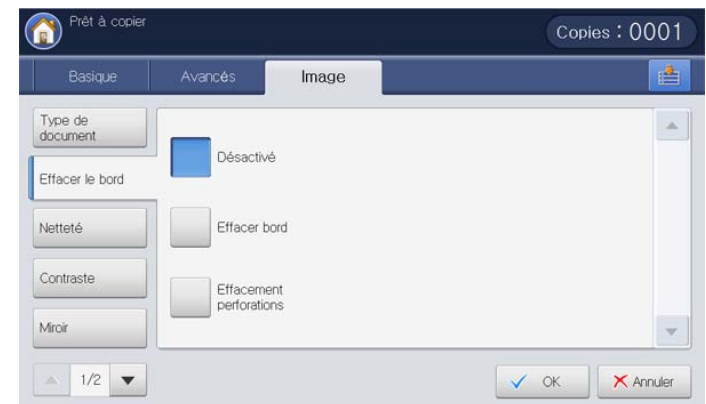 Prêt à copier
Copies : 0001
Basique
Avancés
Image
Type de
document
Effacer le bord
Netteté
Contraste
Miroir
1/2
Désactivé
Effacer bord
Effacement
perforations
OK
Annuler